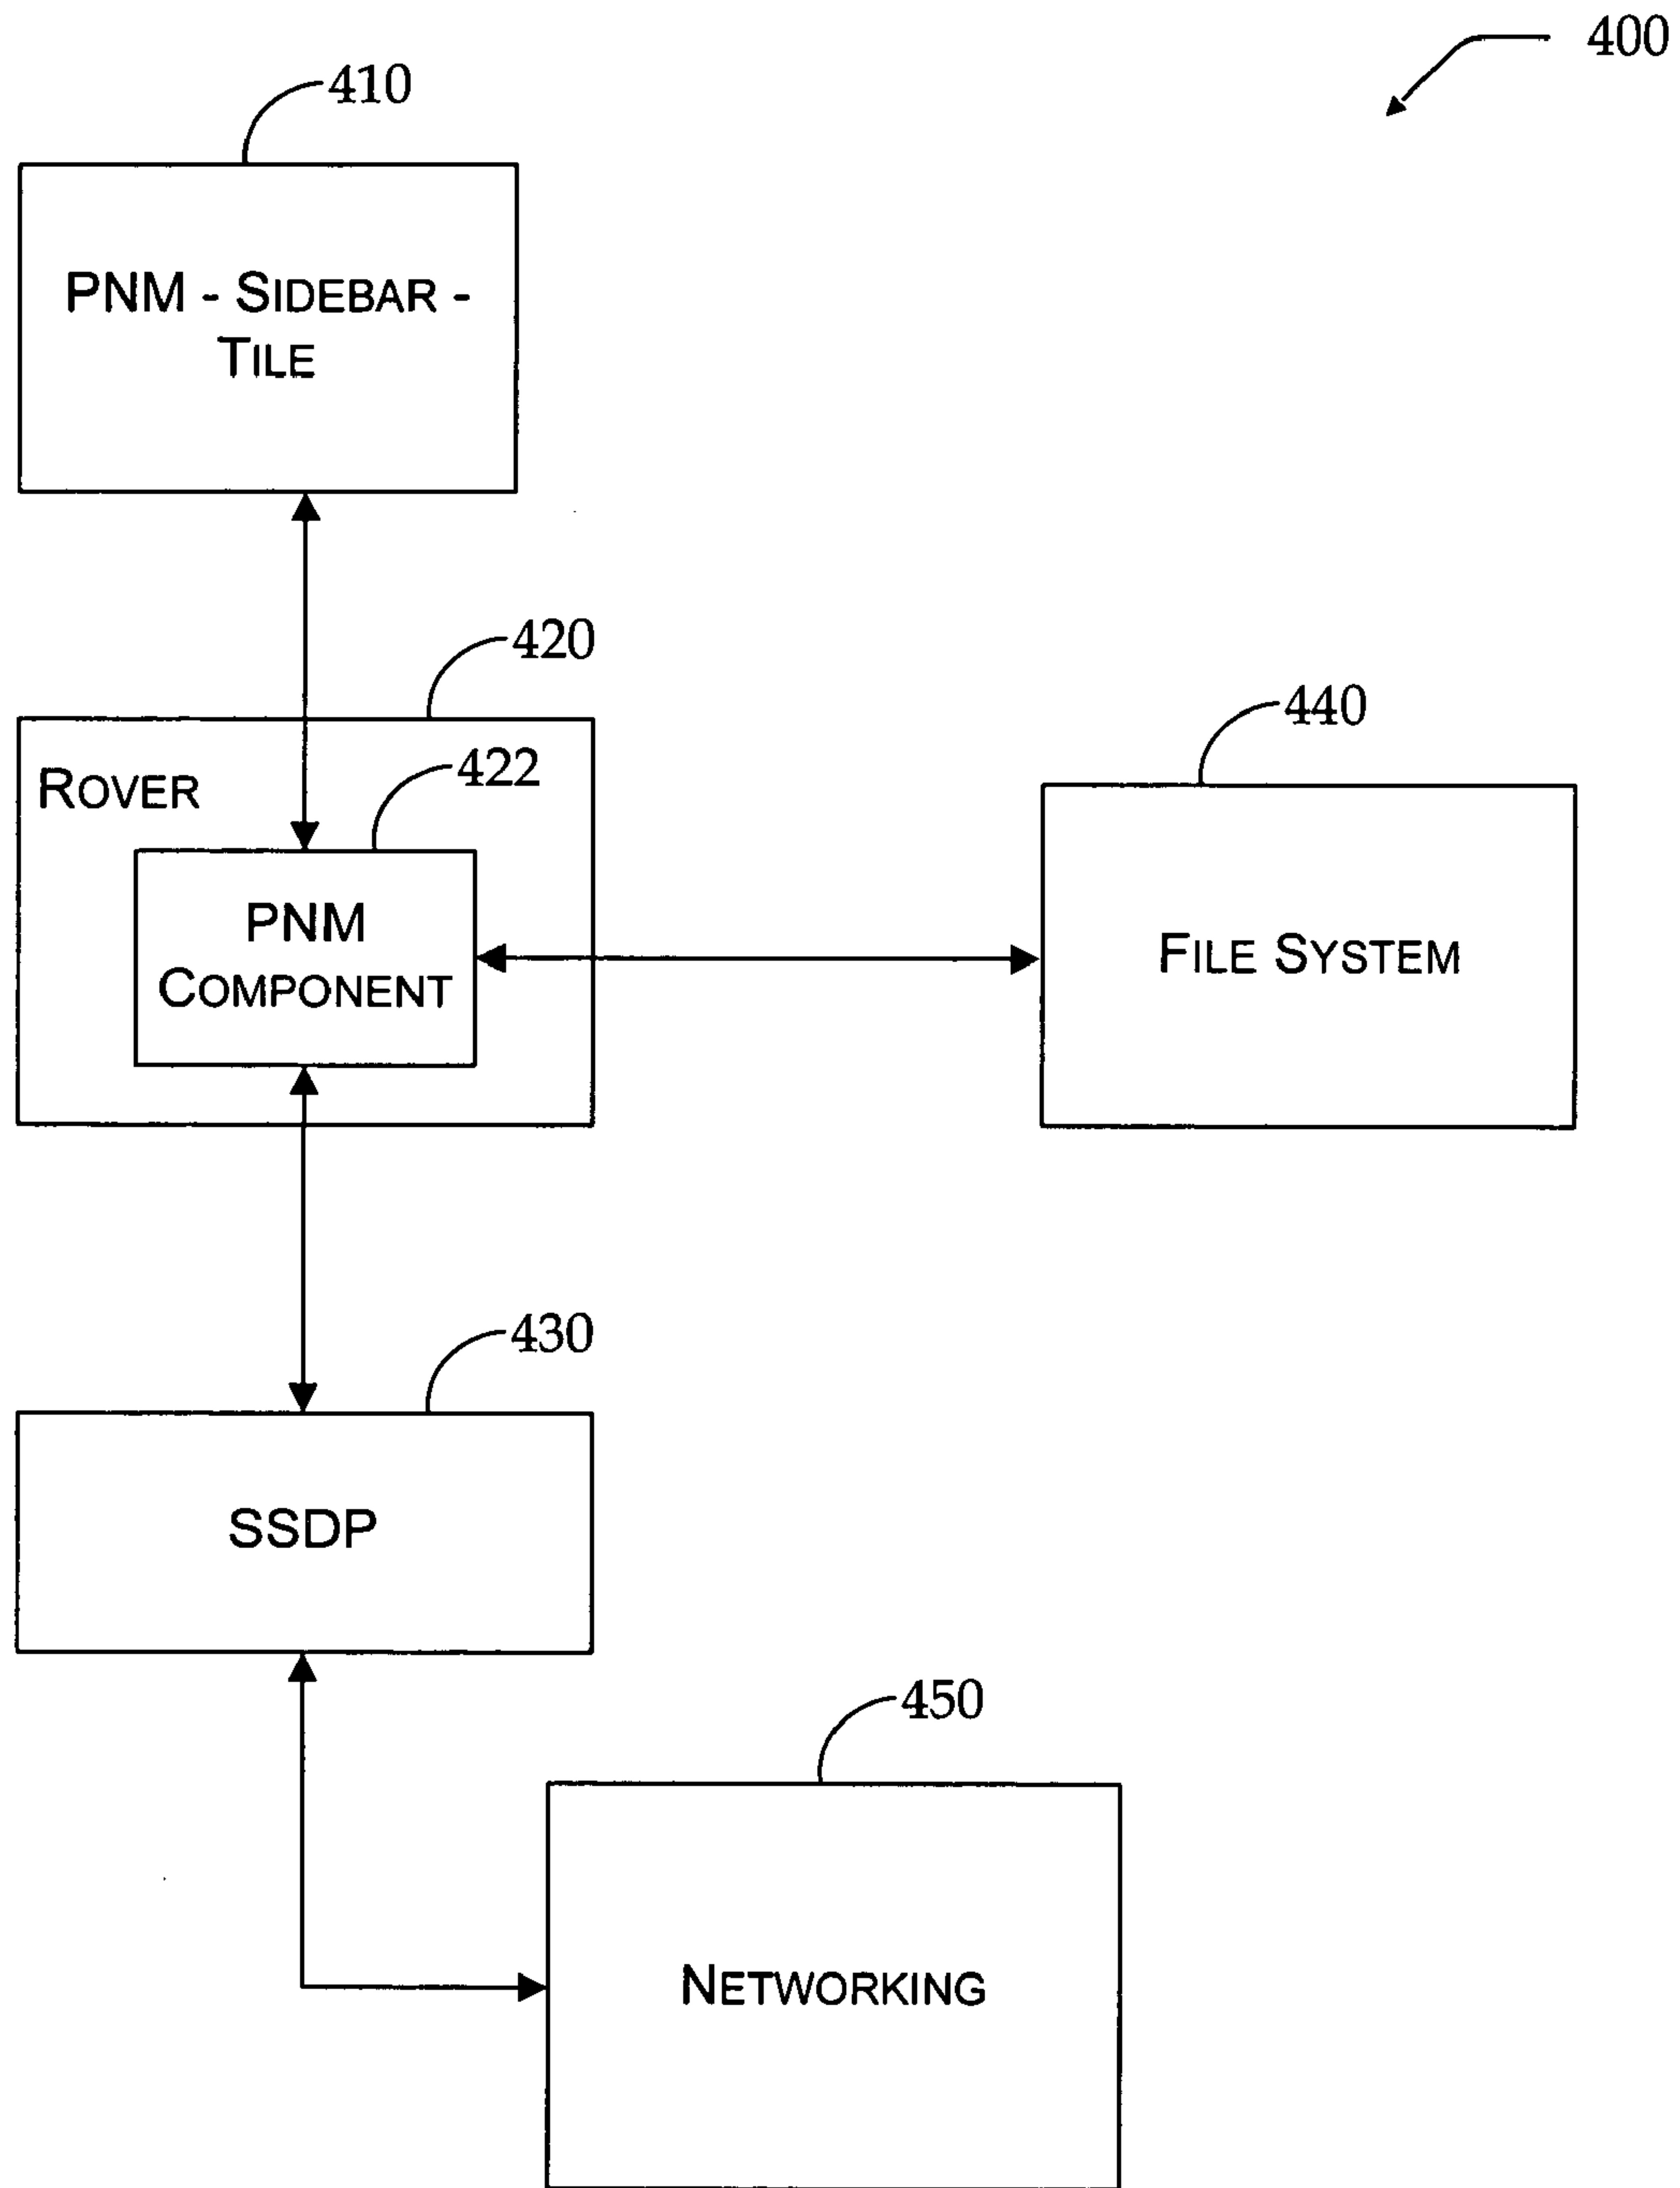 400
410
PNM - SIDEBAR -
TILE
420
ROVER
422
PNM
COMPONENT
440
FILE SYSTEM
430
SSDP
450
NETWORKING